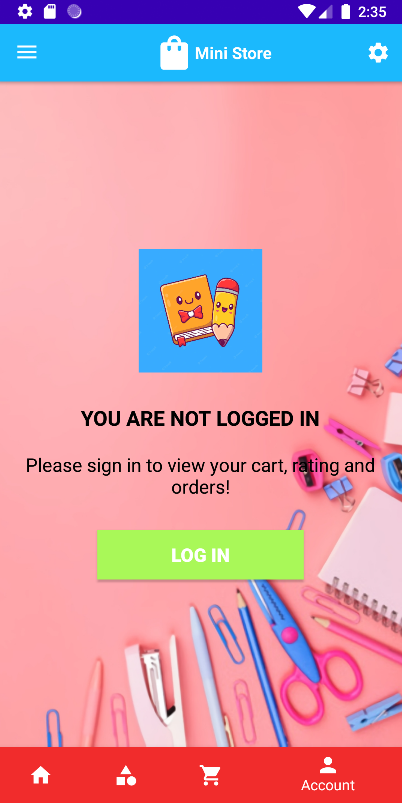 2:35
Mini Store
YOU ARE NOT LOGGED IN
Please sign in to view your cart, rating and
orders!
LOG IN
Account